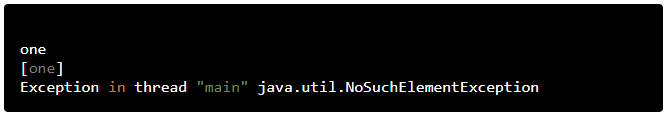 one
[one]
Exception in thread "main" java.util.NoSuchElementException